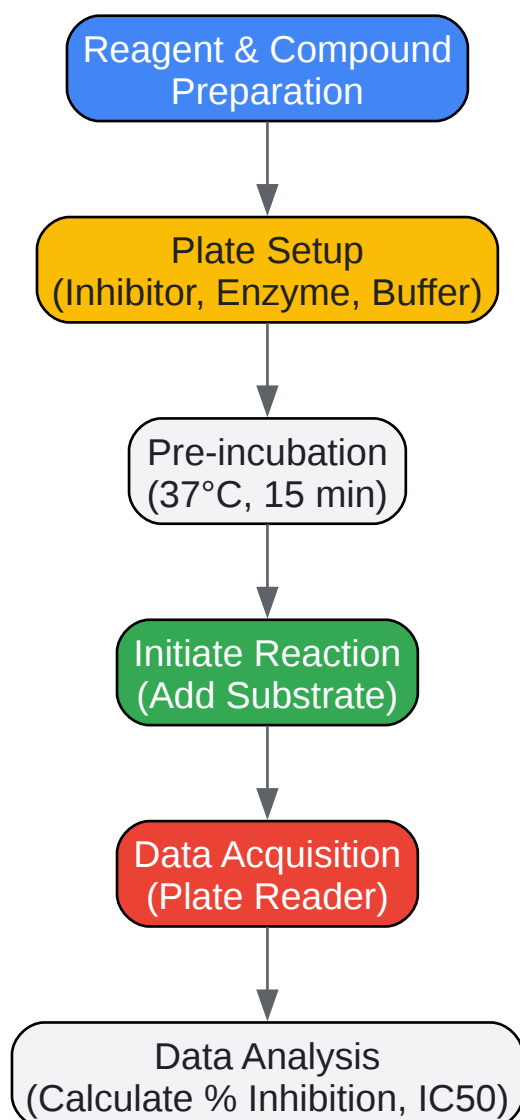 Reagent & Compound
Preparation
Plate Setup
(Inhibitor, Enzyme, Buffer)
Pre-incubation
(37°C, 15 min)
Initiate Reaction
(Add Substrate)
Data Acquisition
(Plate Reader)
Data Analysis
(Calculate % Inhibition, IC50)